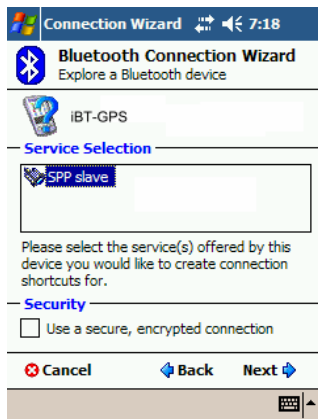 Connection Wizard 7:18
Bluetooth Connection Wizard
Explore a Bluetooth device
iBT-GPS
Service Selection
SPP slave
Please select the service(s) offered by this
device you would like to create connection
shortcuts for.
Security
Use a secure, encrypted connection
Cancel Back Next